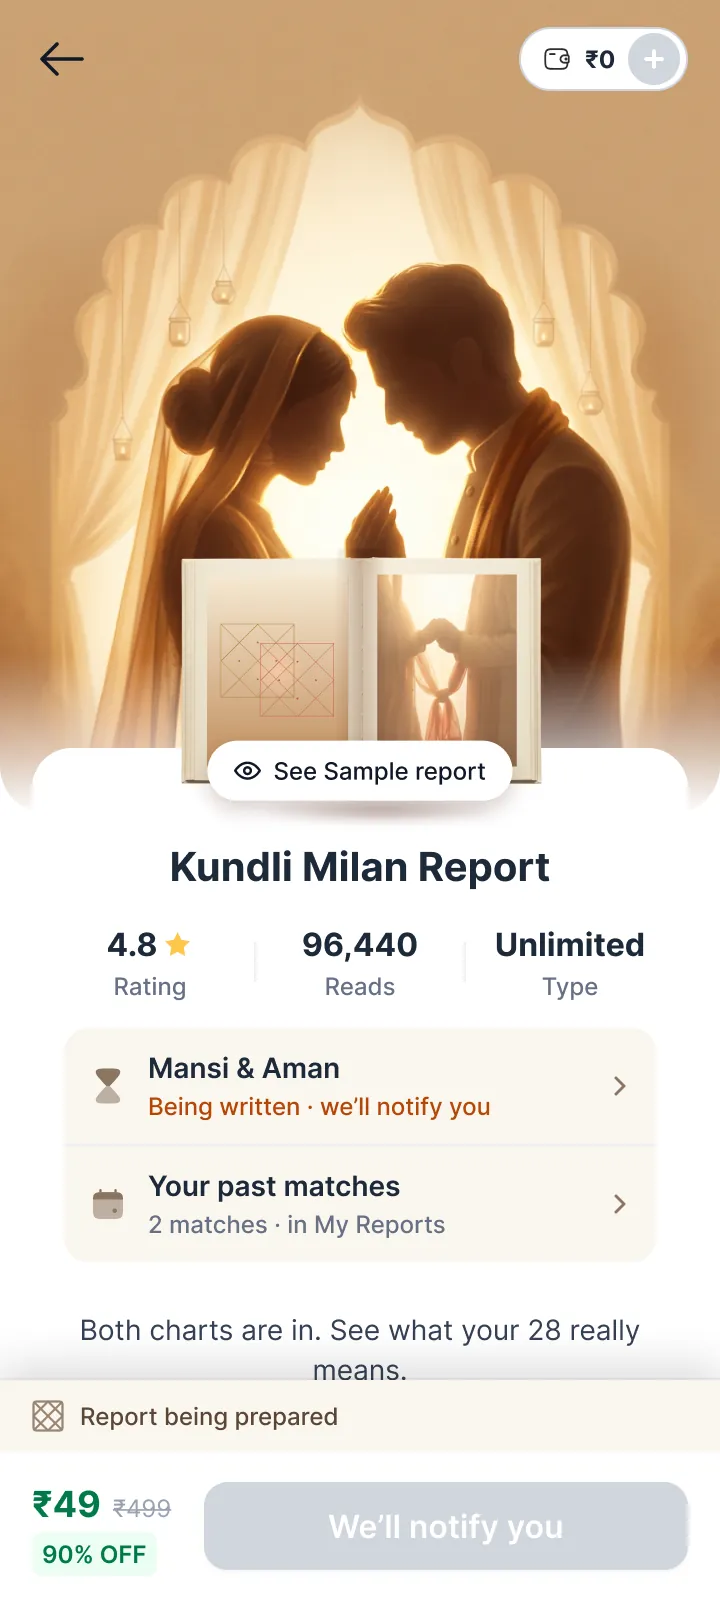 ₹0
See Sample report
Kundli Milan Report
4.8
Rating
96,440
Reads
Unlimited
Type
Mansi & Aman
Being written · we’ll notify you
Your past matches
2 matches · in My Reports
Both charts are in. See what your 28 really
means.
Report being prepared
₹49 ₹499
90% OFF
We’ll notify you